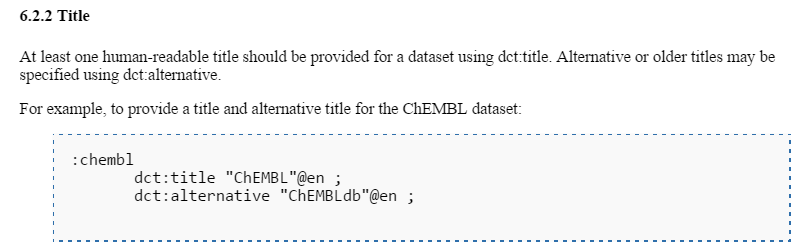 6.2.2 Title
At least one human-readable title should be provided for a dataset using dct:title. Alternative or older titles may be
specified using dct:alternative.
For example, to provide a title and alternative title for the ChEMBL dataset:
:chembl
dct:title "ChEMBL"@en ;
dct:alternative "ChEMBLdb"@en ;